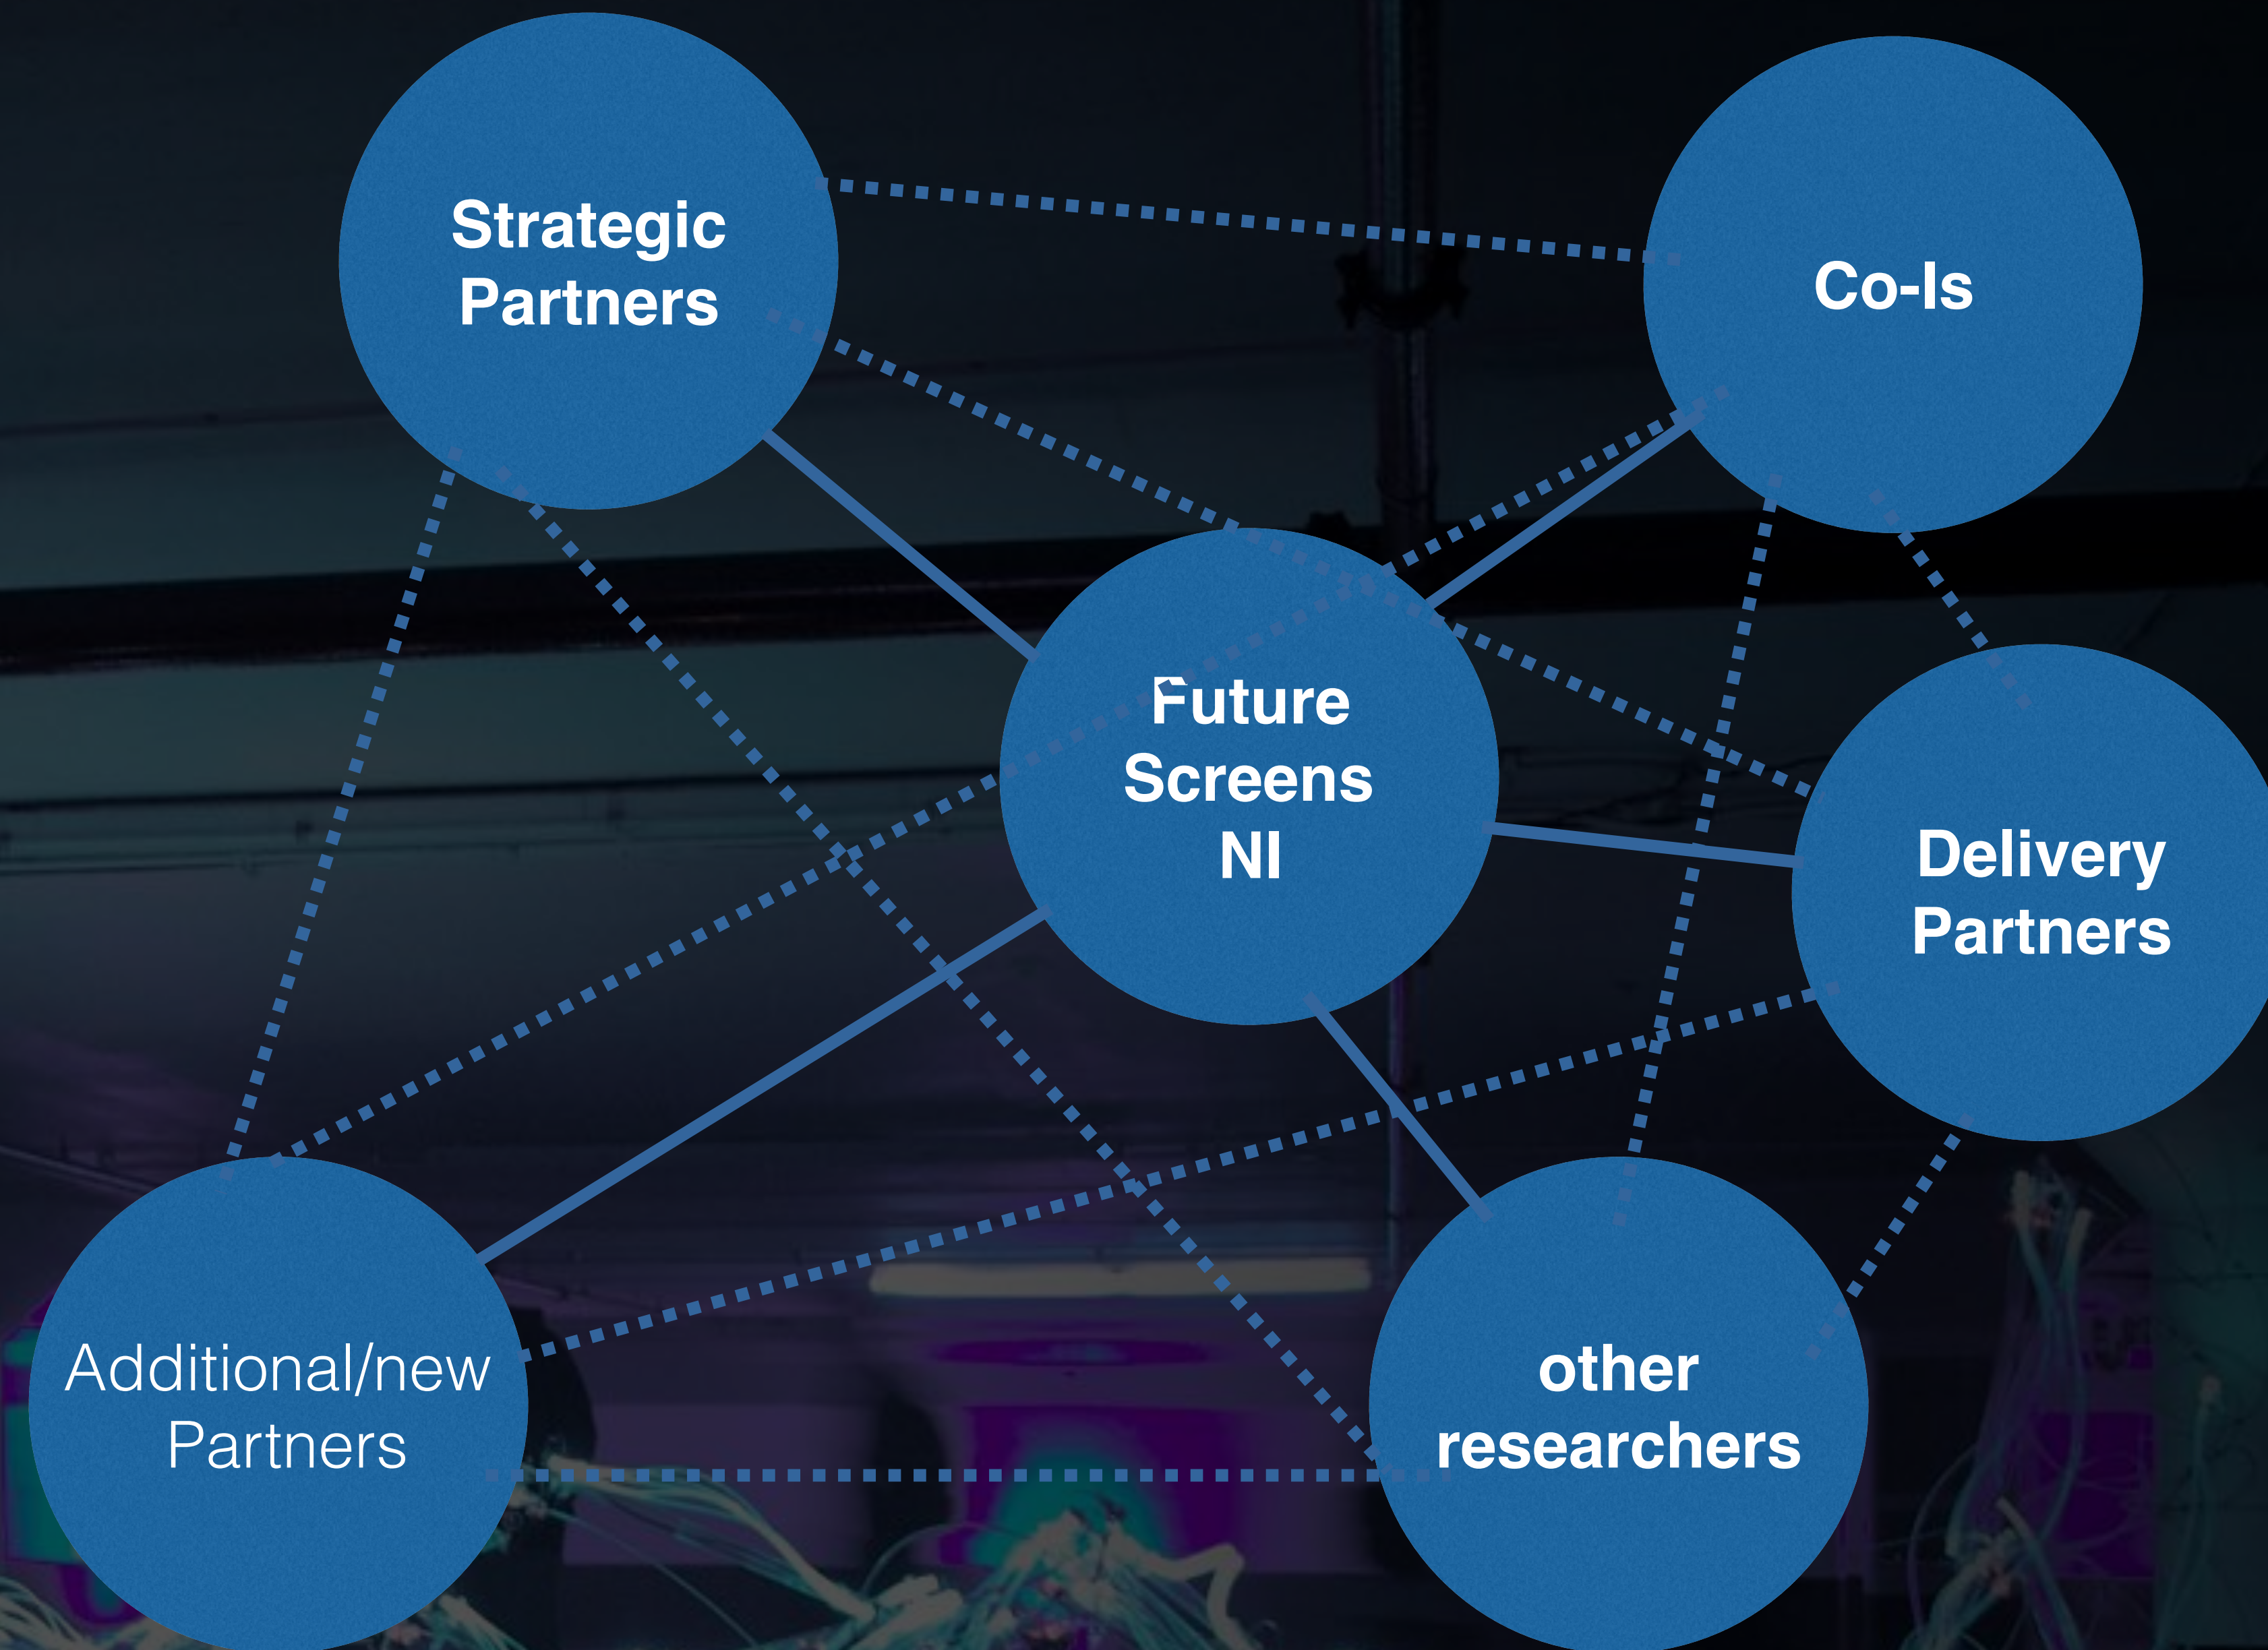 Strategic
Partners
Co-Is
Future
Screens
NI
Delivery
Partners
Additional/new
Partners
other
researchers